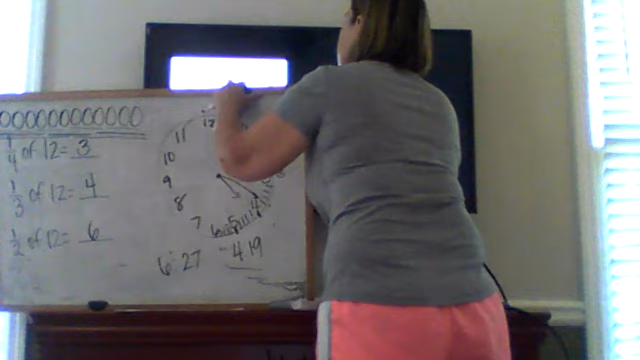 OOOOOOOOOOOO
1/4 of 12 = 3
1/3 of 12 = 4
1/2 of 12 = 6
12
11
10
9
8
7
6
5
4
6:27
4:19